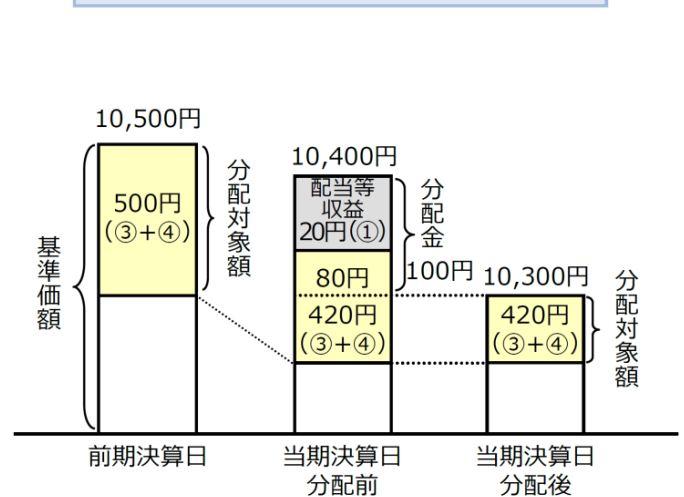 10,500円
500円
(③+④)
分配対象額
基準価額
前期決算日
10,400円
配当等
収益
20円(①)
80円
420円
(③+④)
分配金
100円
当期決算日
分配前
10,300円
420円
(③+④)
分配対象額
当期決算日
分配後